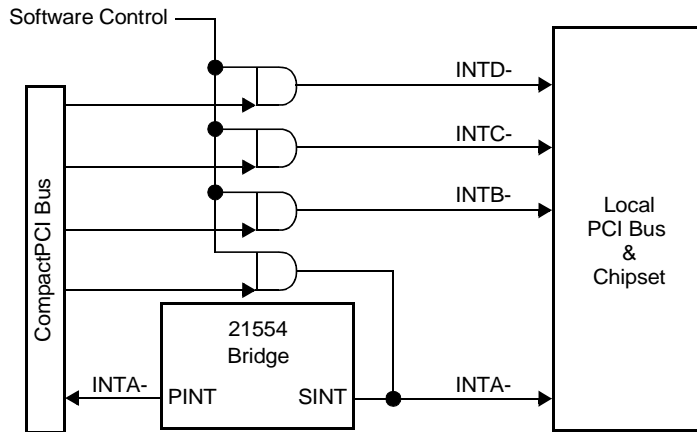 Software Control
INTD-
INTC-
INTB-
CompactPCI Bus
Local
PCI Bus
&
Chipset
21554
Bridge
INTA-
PINT
SINT
INTA-